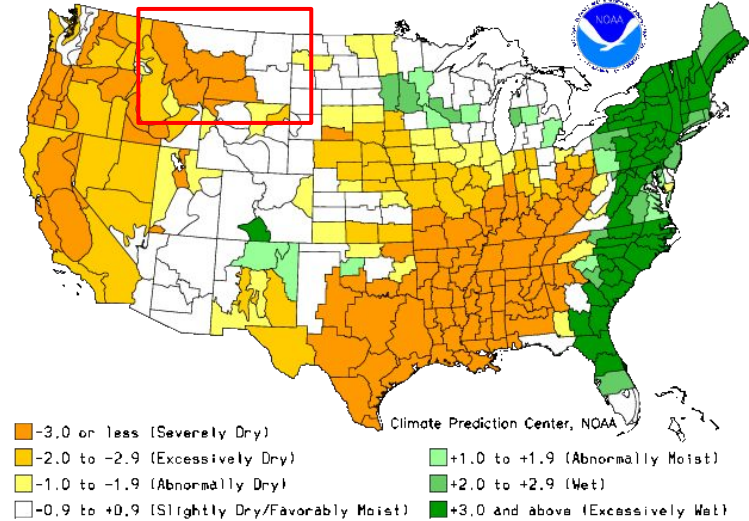 NOAA
Climate Prediction Center, NOAA
-3.0 or less (Severely Dry)
-2.0 to -2.9 (Excessively Dry)
-1.0 to -1.9 (Abnormally Dry)
-0.9 to +0.9 (Slightly Dry/Favorably Moist)
+1.0 to +1.9 (Abnormally Moist)
+2.0 to +2.9 (Wet)
+3.0 and above (Excessively Wet)